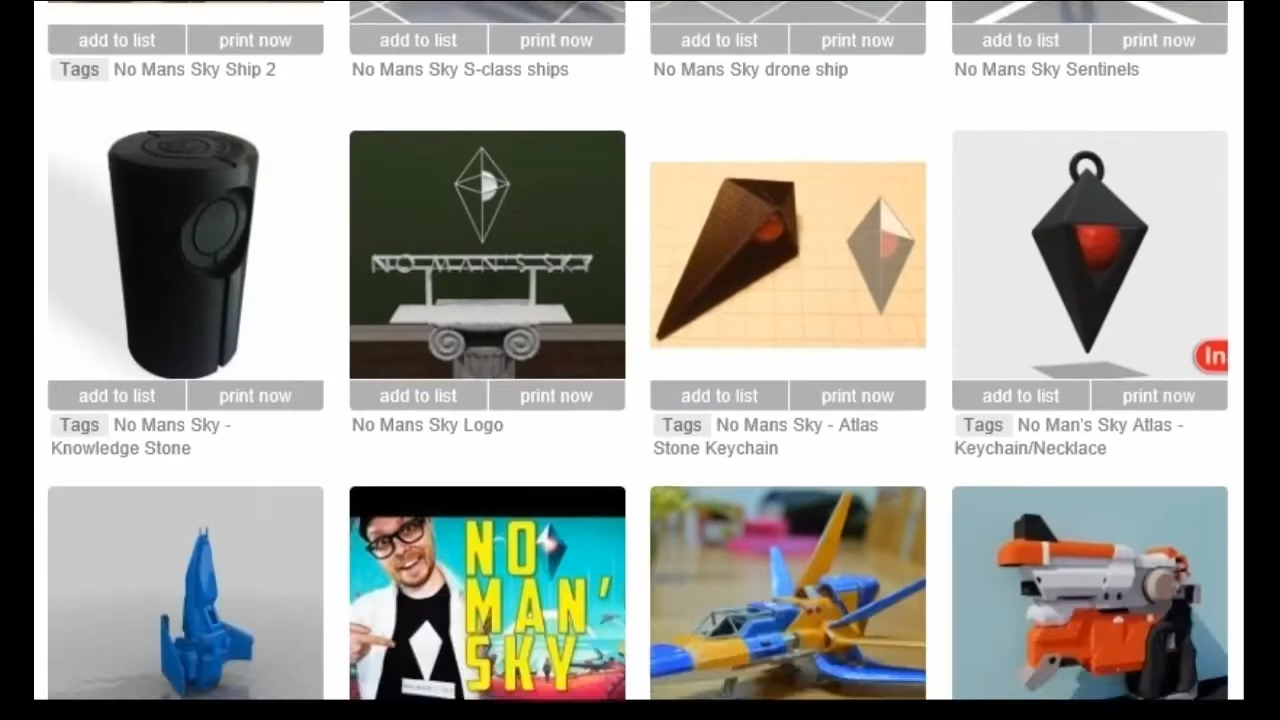 add to list print now add to list print now add to list print now add to list print now
Tags No Mans Sky Ship 2 No Mans Sky S-class ships No Mans Sky drone ship No Mans Sky Sentinels
NO MAN'S SKY
In
add to list print now add to list print now add to list print now add to list print now
Tags No Mans Sky -
Knowledge Stone
No Mans Sky Logo
Tags No Mans Sky - Atlas
Stone Keychain
Tags No Man's Sky Atlas -
Keychain/Necklace
NO
MAN'
SKY